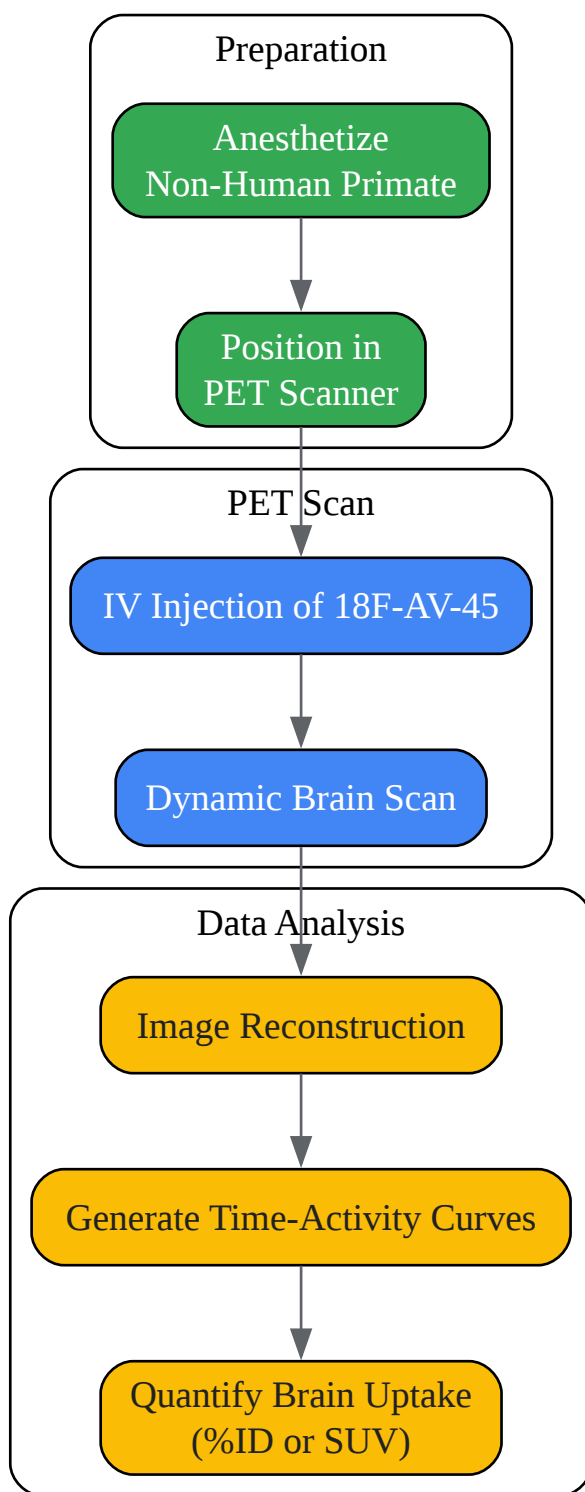 Preparation
Anesthetize
Non-Human Primate
Position in
PET Scanner
PET Scan
IV Injection of 18F-AV-45
Dynamic Brain Scan
Data Analysis
Image Reconstruction
Generate Time-Activity Curves
Quantify Brain Uptake
(%ID or SUV)